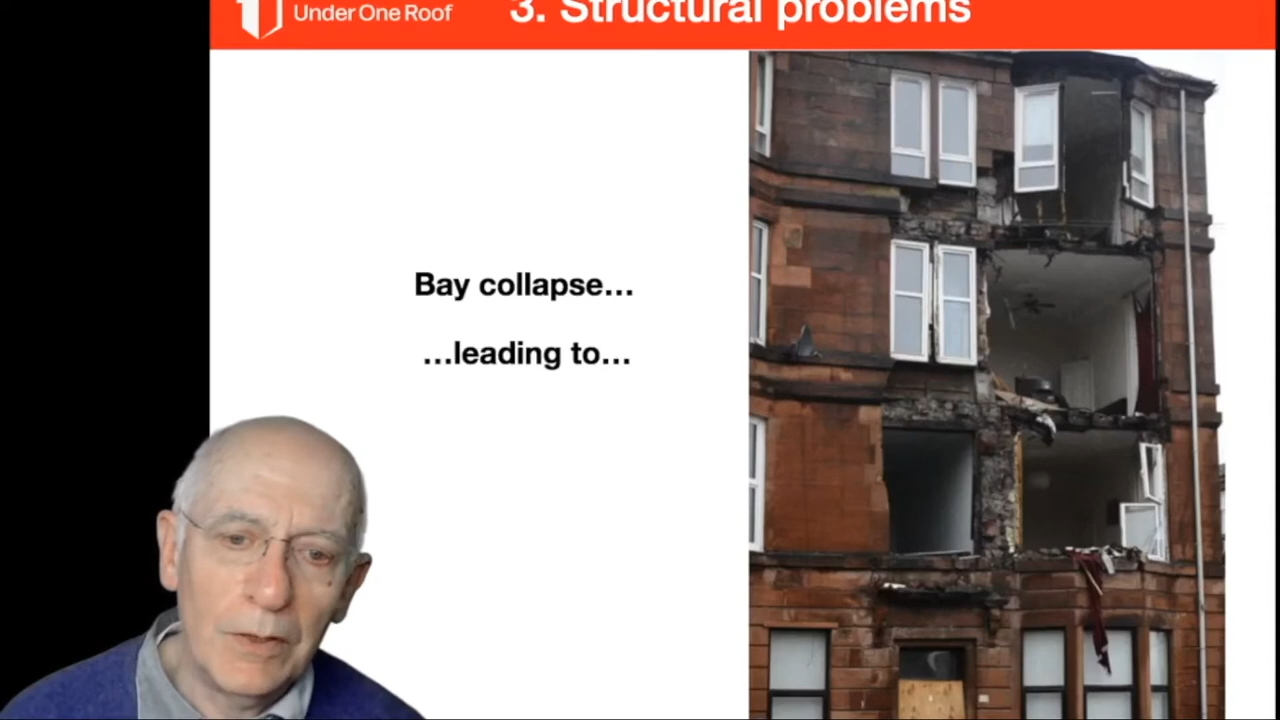 Under One Roof
3. Structural problems
Bay collapse...
...leading to...